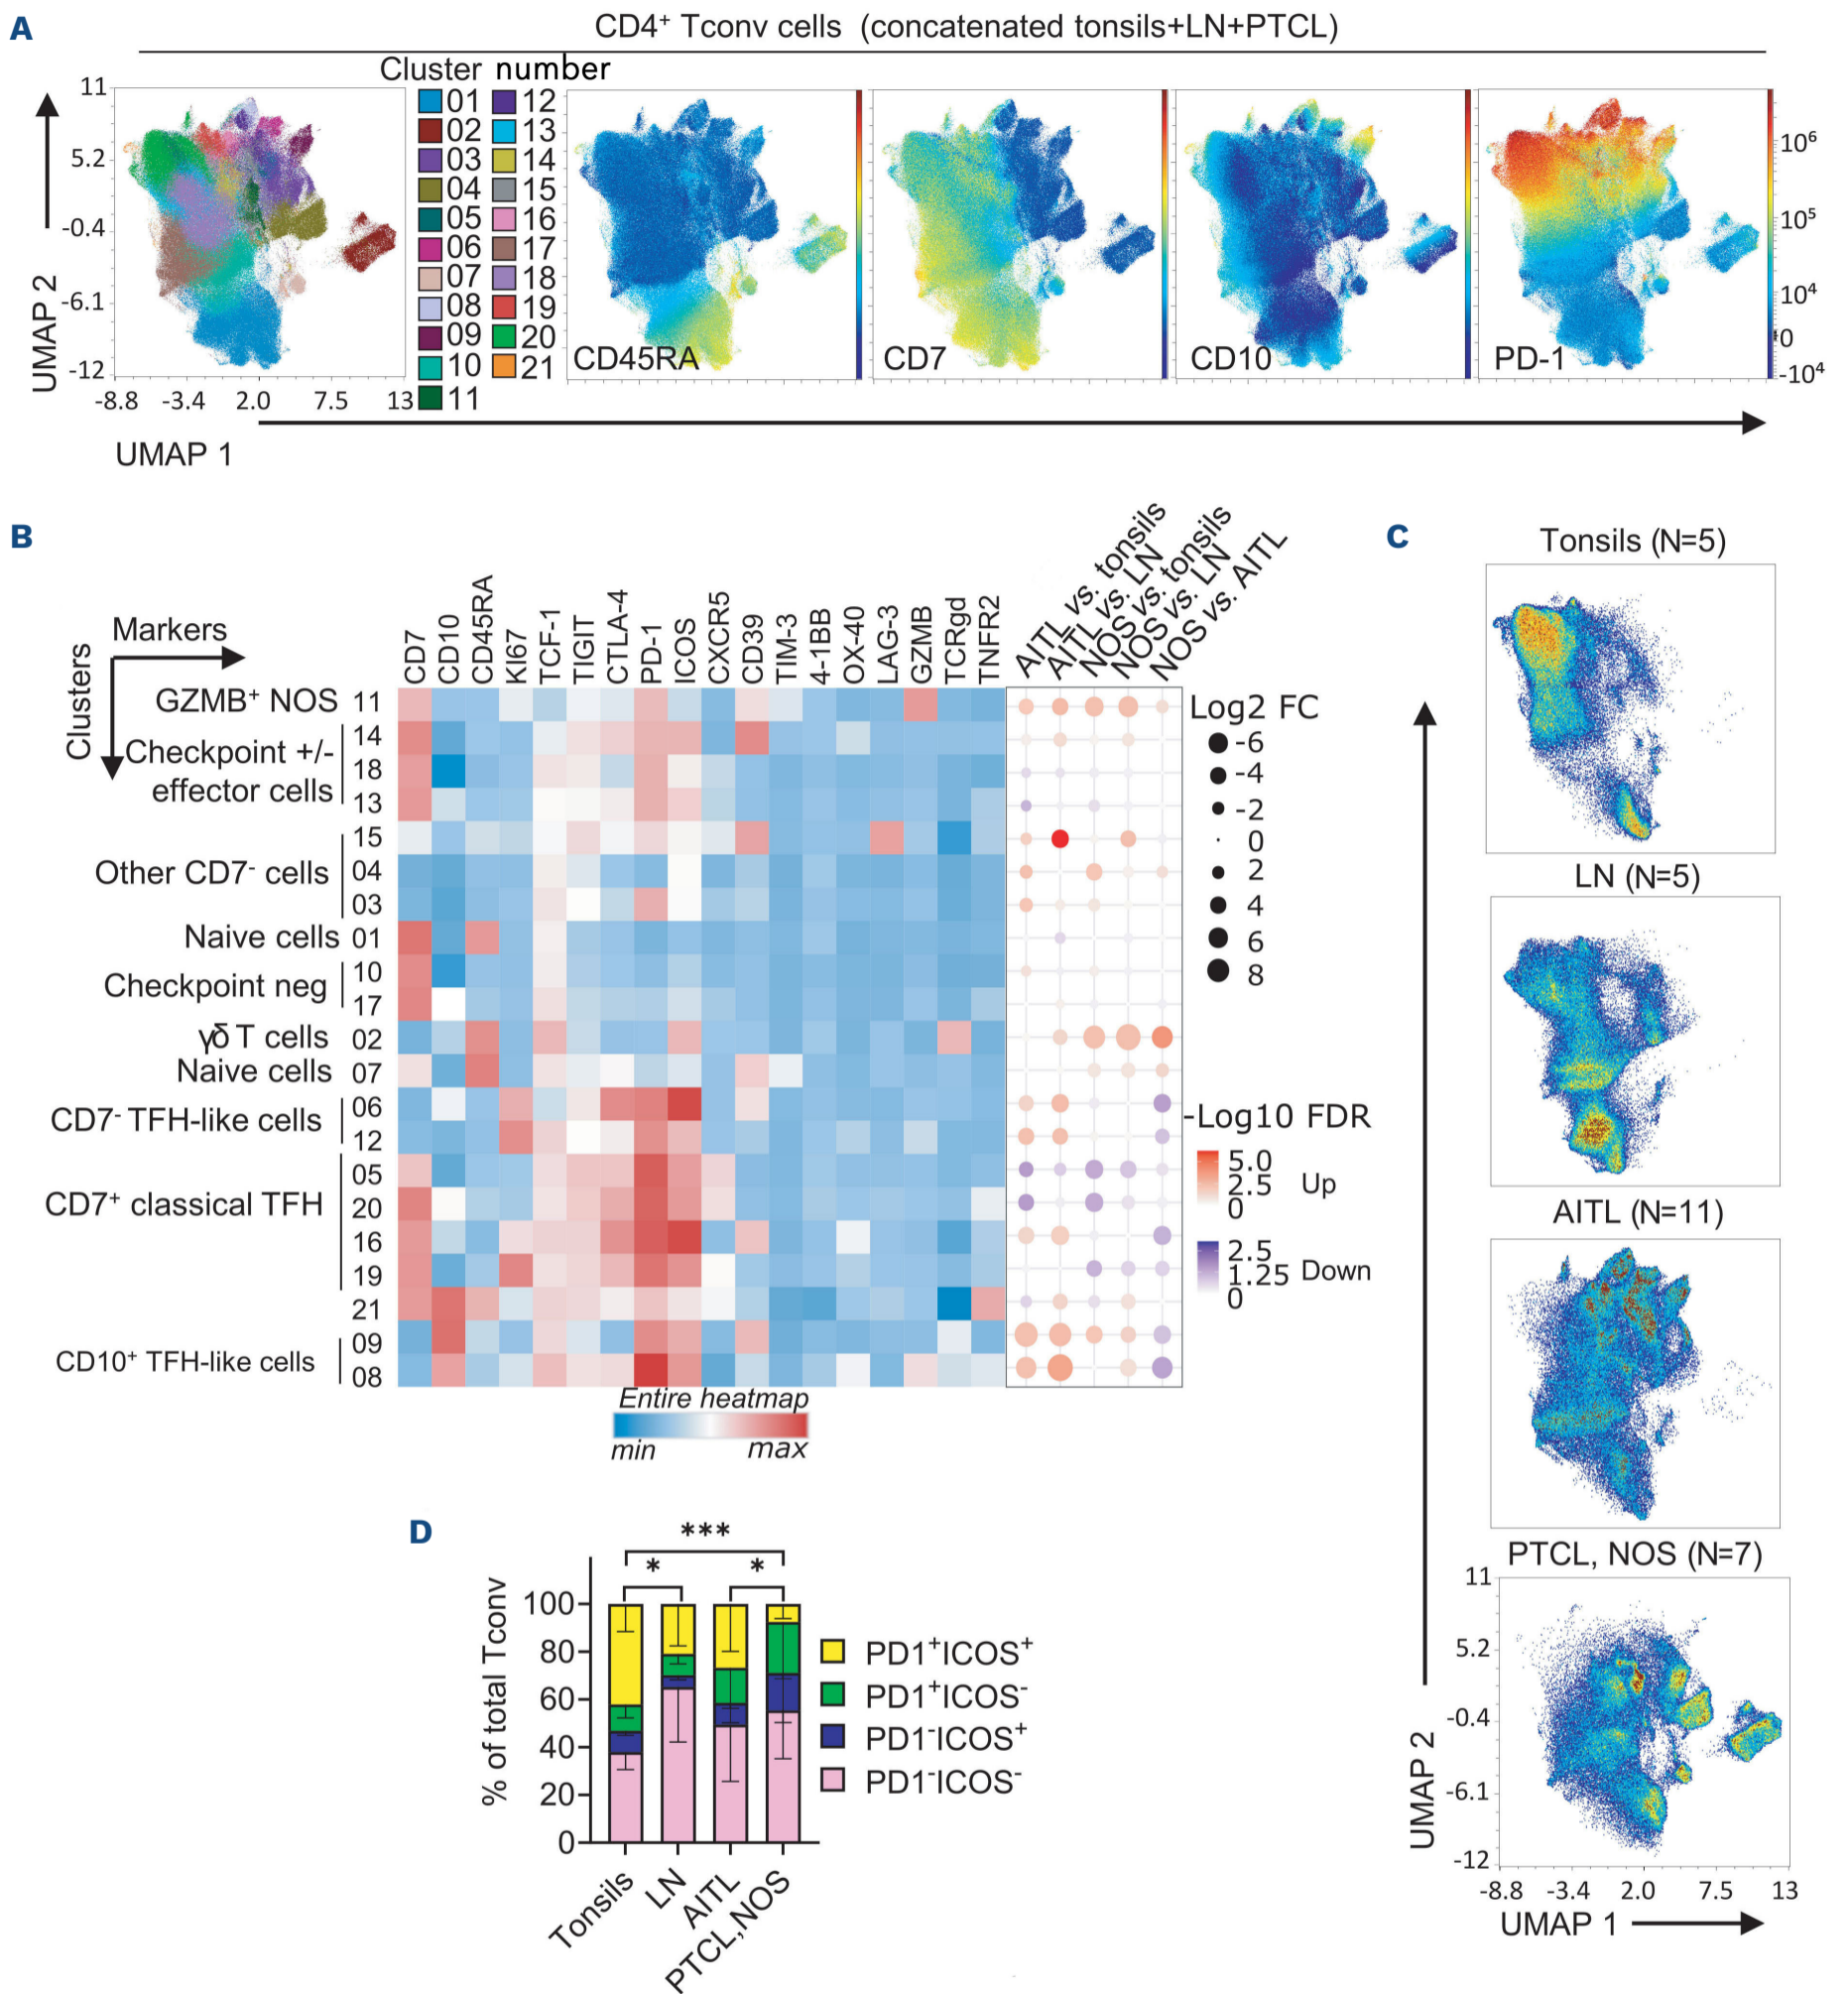 A
CD4⁺ Tconv cells (concatenated tonsils+LN+PTCL)
Cluster number
01 12
02 13
03 14
04 15
05 16
06 17
07 18
08 19
09 20
10 21
11
11
5.2
-0.4
-6.1
-12
UMAP 2
-8.8 -3.4 2.0 7.5 13
UMAP 1
CD45RA
CD7
CD10
PD-1
10⁶
10⁵
10⁴
0
-10⁴
B
Markers
Clusters
CD7 CD10 CD45RA KI67 TCF-1 TIGIT CTLA-4 PD-1 ICOS CXCR5 CD39 TIM-3 4-1BB OX-40 LAG-3 GZMB TCRgd TNFR2
AITL vs. tonsils
AITL vs. LN
NOS vs. tonsils
NOS vs. LN
NOS vs. AITL
GZMB⁺ NOS 11
Checkpoint +/-
effector cells
14
18
13
Other CD7⁻ cells
15
04
03
Naive cells 01
Checkpoint neg
10
17
γδ T cells 02
Naive cells 07
CD7⁻ TFH-like cells
06
12
CD7⁺ classical TFH
05
20
16
19
21
CD10⁺ TFH-like cells
09
08
Entire heatmap
min max
Log2 FC
-6
-4
-2
0
2
4
6
8
-Log10 FDR
5.0
2.5
0
Up
2.5
1.25
0
Down
C
Tonsils (N=5)
LN (N=5)
AITL (N=11)
PTCL, NOS (N=7)
11
5.2
-0.4
-6.1
-12
UMAP 2
-8.8 -3.4 2.0 7.5 13
UMAP 1
D
***
* *
% of total Tconv
100
80
60
40
20
0
Tonsils
LN
AITL
PTCL,NOS
PD1⁺ICOS⁺
PD1⁺ICOS⁻
PD1⁻ICOS⁺
PD1⁻ICOS⁻